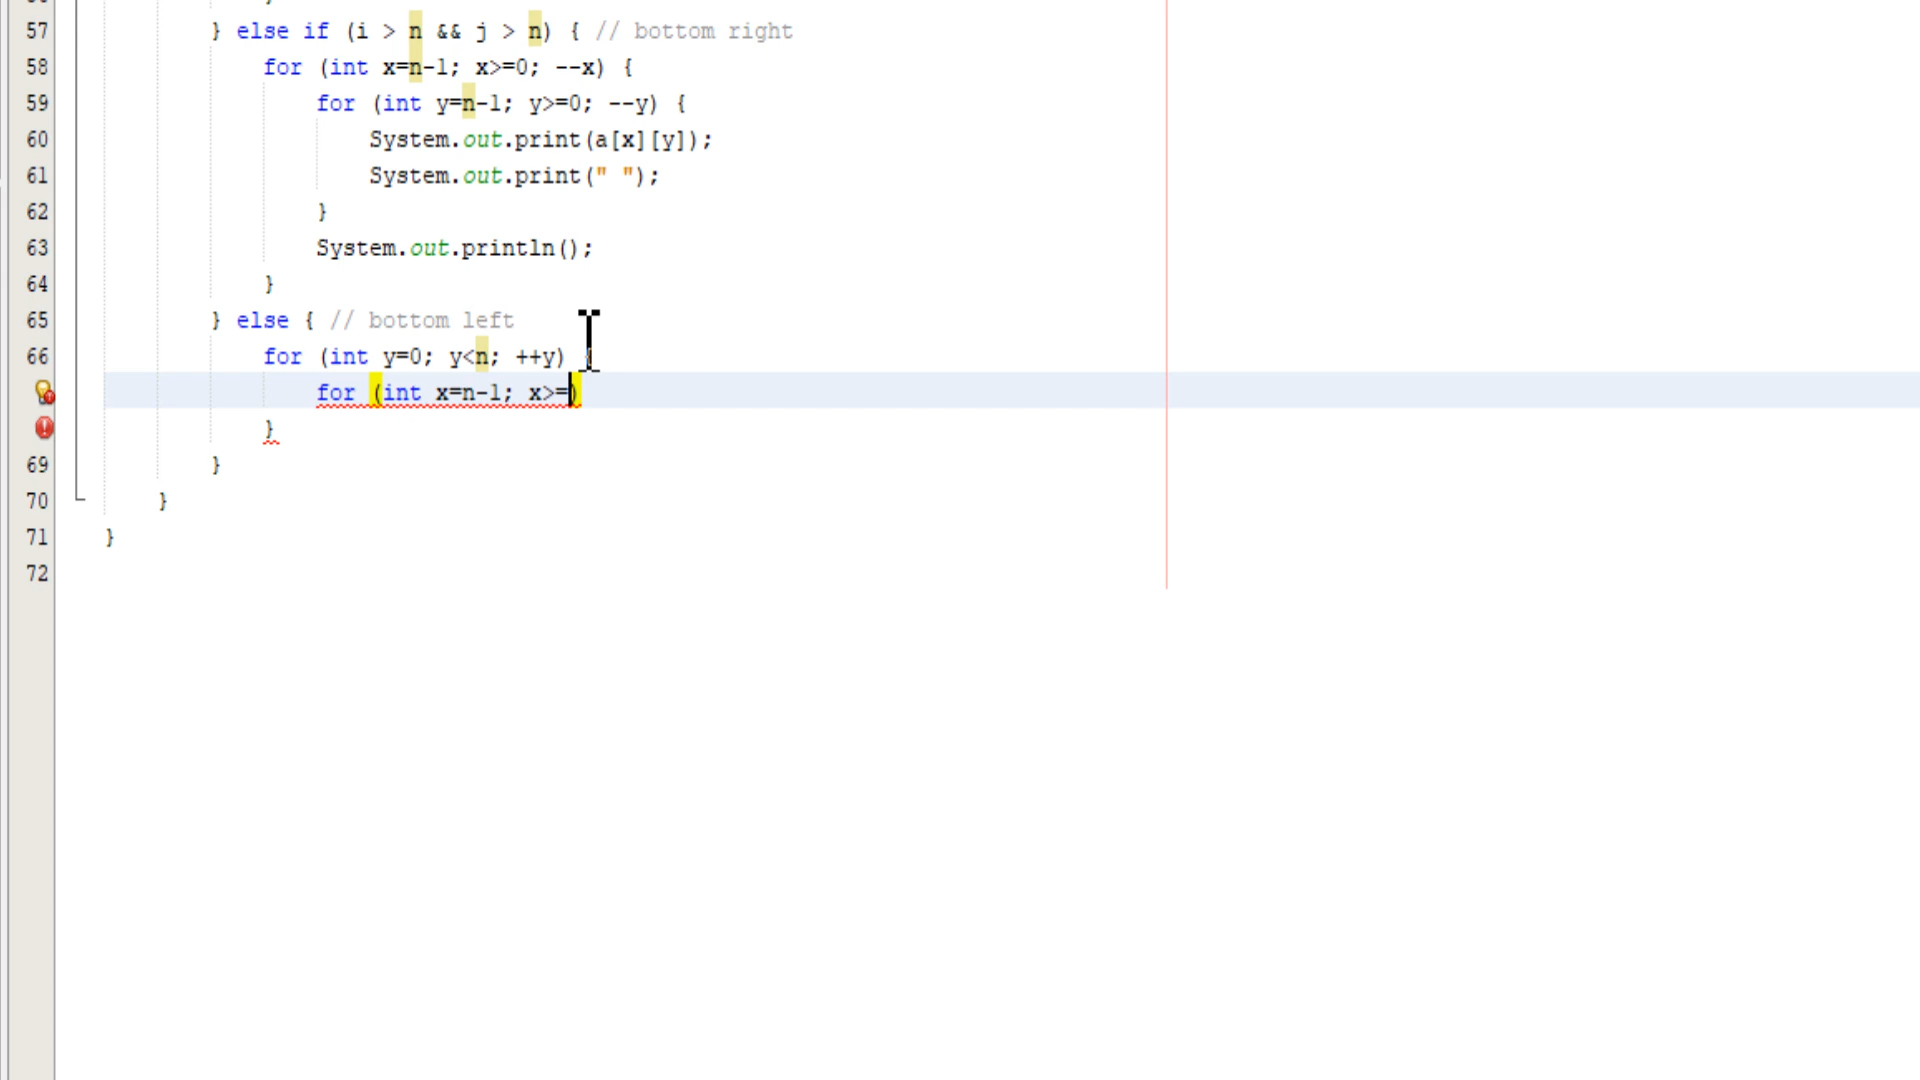 57 } else if (i > n && j > n) { // bottom right
58 for (int x=n-1; x>=0; --x) {
59 for (int y=n-1; y>=0; --y) {
60 System.out.print(a[x][y]);
61 System.out.print(" ");
62 }
63 System.out.println();
64 }
65 } else { // bottom left
66 for (int y=0; y<n; ++y) {
for (int x=n-1; x>=)
}
69 }
70 }
71 }
72